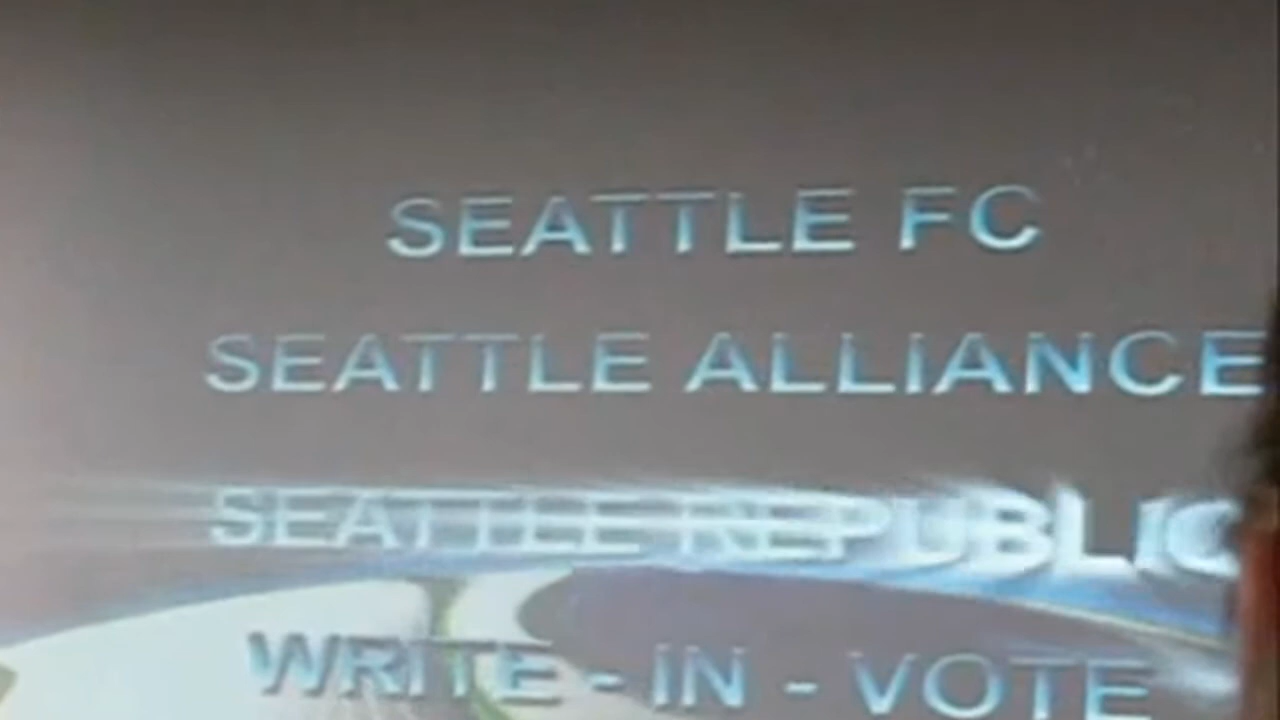 SEATTLE FC
SEATTLE ALLIANCE
SEATTLE REPUBLIC
WRITE - IN - VOTE